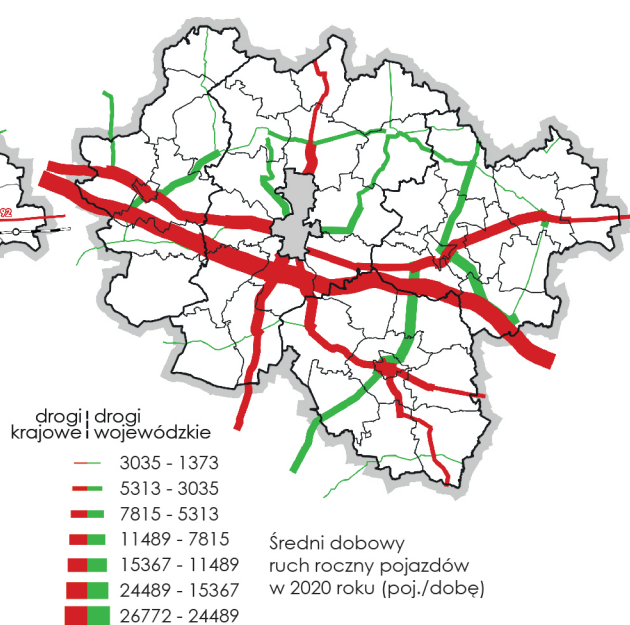 92
drogi drogi
krajowe wojewódzkie
3035 - 1373
5313 - 3035
7815 - 5313
11489 - 7815
15367 - 11489
24489 - 15367
26772 - 24489
Średni dobowy
ruch roczny pojazdów
w 2020 roku (poj./dobę)